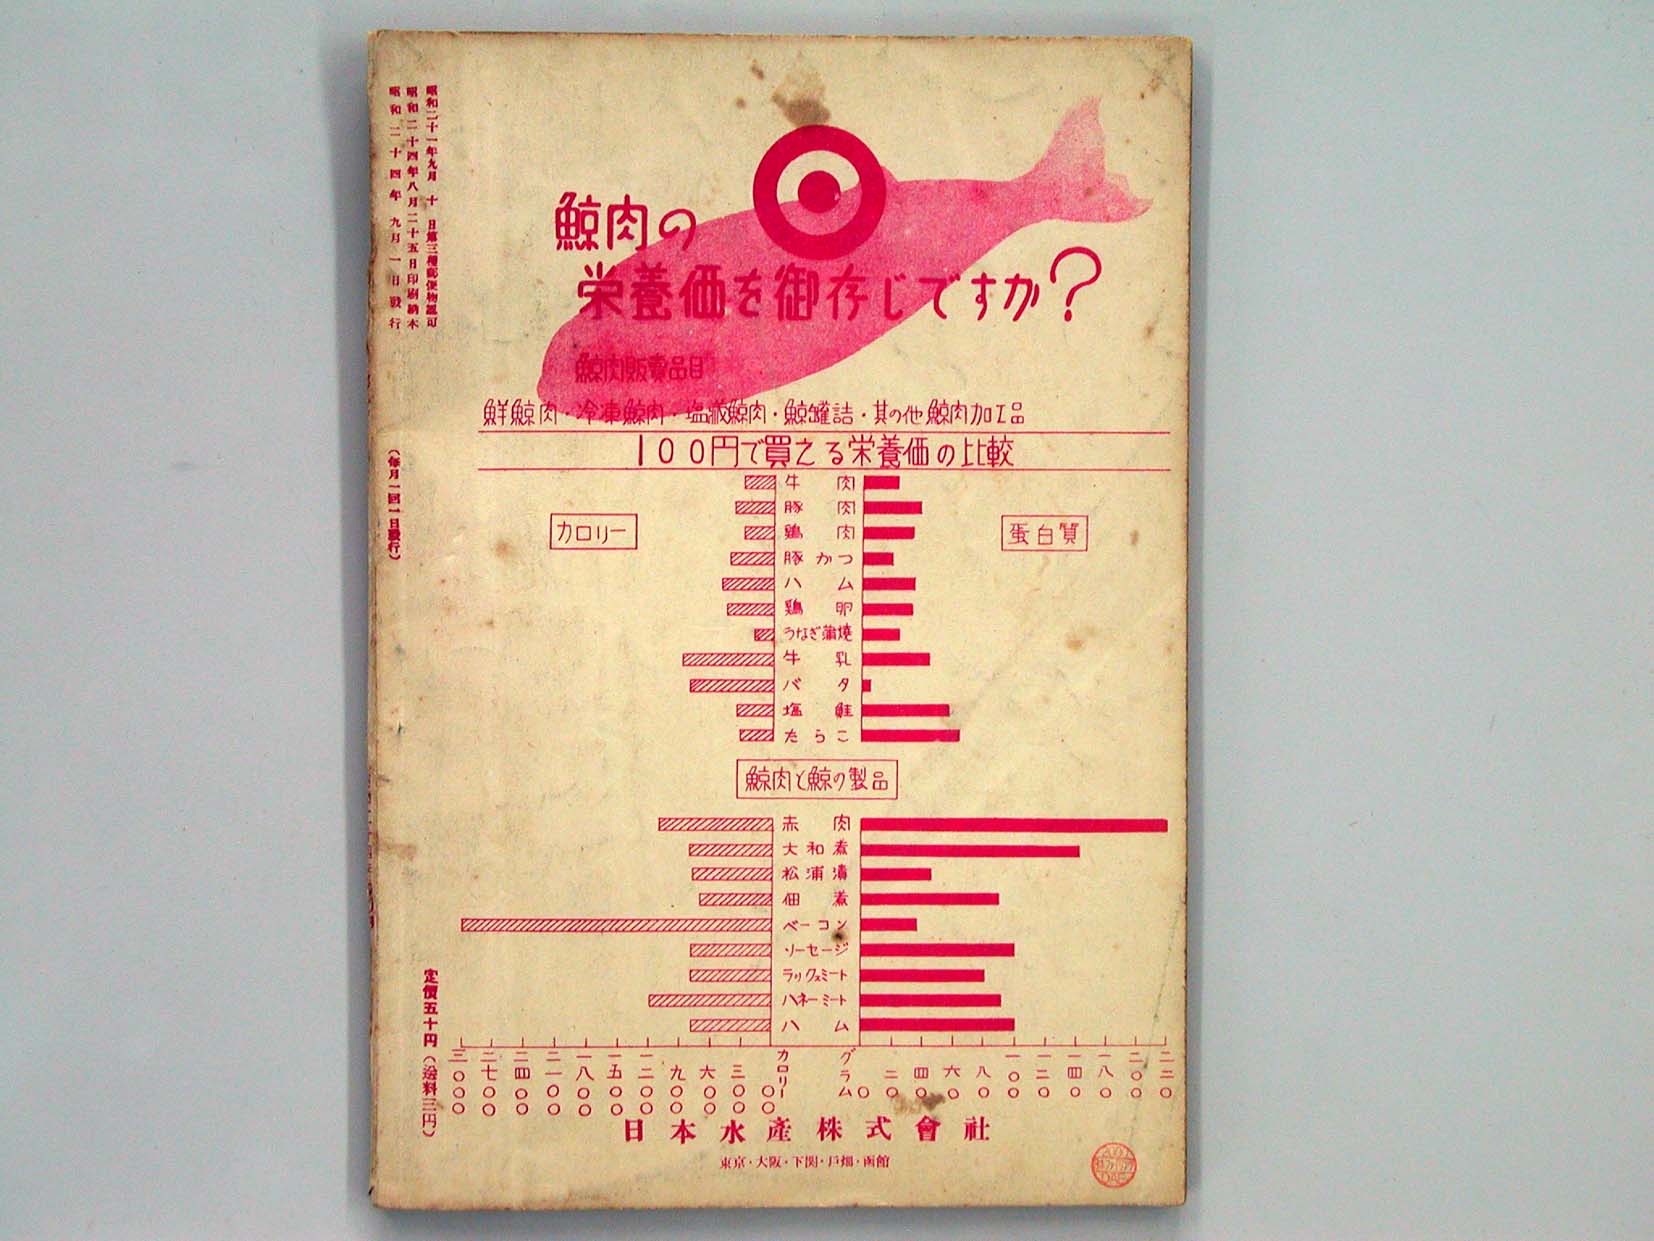 昭和二十一年九月十日第三種郵便物認可
昭和二十四年八月二十五日印刷納本
昭和二十四年九月一日發行
(毎月一回一日發行)
定價五十円(送料三円)
鯨肉の
栄養価を御存じですか?
鯨肉販賣品目
鮮鯨肉・冷凍鯨肉・塩蔵鯨肉・鯨罐詰・其の他鯨肉加工品
100円で買える栄養価の比較
カロリー
蛋白質
牛肉
豚肉
鶏肉
豚かつ
ハム
鶏卵
うなぎ蒲焼
牛乳
バタ
塩鮭
たらこ
鯨肉と鯨の製品
赤肉
大和煮
松浦漬
佃煮
ベーコン
ソーセージ
ラックスミート
ハネーミート
ハム
三〇〇〇
二七〇〇
二四〇〇
二一〇〇
一八〇〇
一五〇〇
一二〇〇
九〇〇
六〇〇
三〇〇
〇〇
カロリー
グラム
〇
二〇
四〇
六〇
八〇
一〇〇
一二〇
一四〇
一八〇
二〇〇
二二〇
日本水産株式會社
東京・大阪・下関・戸畑・函館